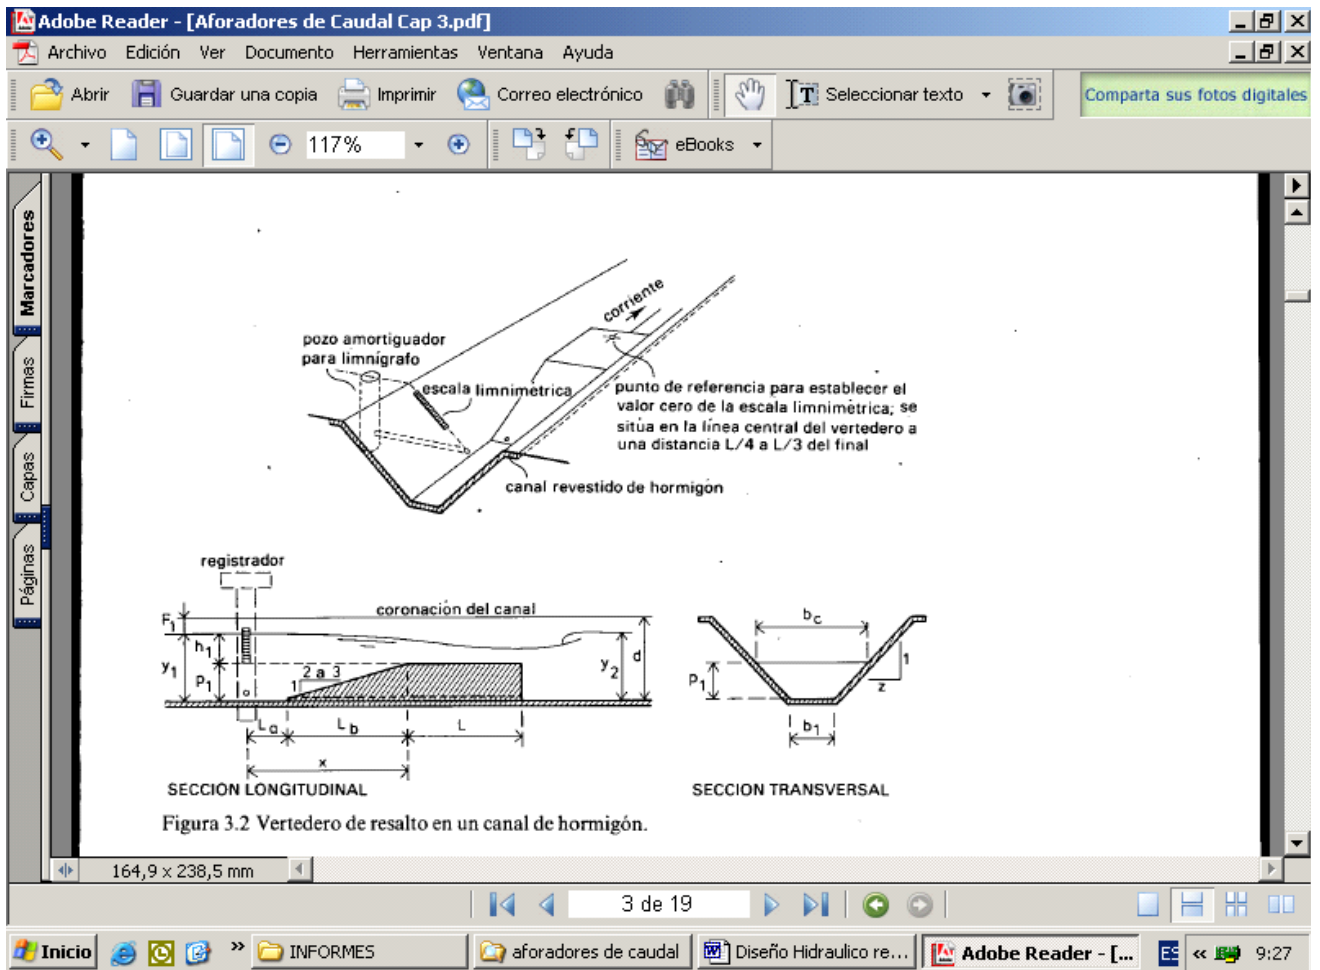 Adobe Reader - [Aforadores de Caudal Cap 3.pdf]
Archivo Edición Ver Documento Herramientas Ventana Ayuda
Abrir Guardar una copia Imprimir Correo electrónico Seleccionar texto Comparta sus fotos digitales
117% eBooks
Marcadores
Firmas
Capas
Páginas
corriente
pozo amortiguador
para limnígrafo
escala limnimétrica
punto de referencia para establecer el
valor cero de la escala limnimétrica; se
sitúa en la línea central del vertedero a
una distancia L/4 a L/3 del final
canal revestido de hormigón
registrador
coronación del canal
F1
h1
y1
P1
2 a 3
1
y2
d
La
Lb
L
x
SECCIÓN LONGITUDINAL
bc
P1
1
z
b1
SECCION TRANSVERSAL
Figura 3.2 Vertedero de resalto en un canal de hormigón.
164,9 x 238,5 mm
3 de 19
Inicio » INFORMES aforadores de caudal Diseño Hidraulico re... Adobe Reader - [... ES « 9:27